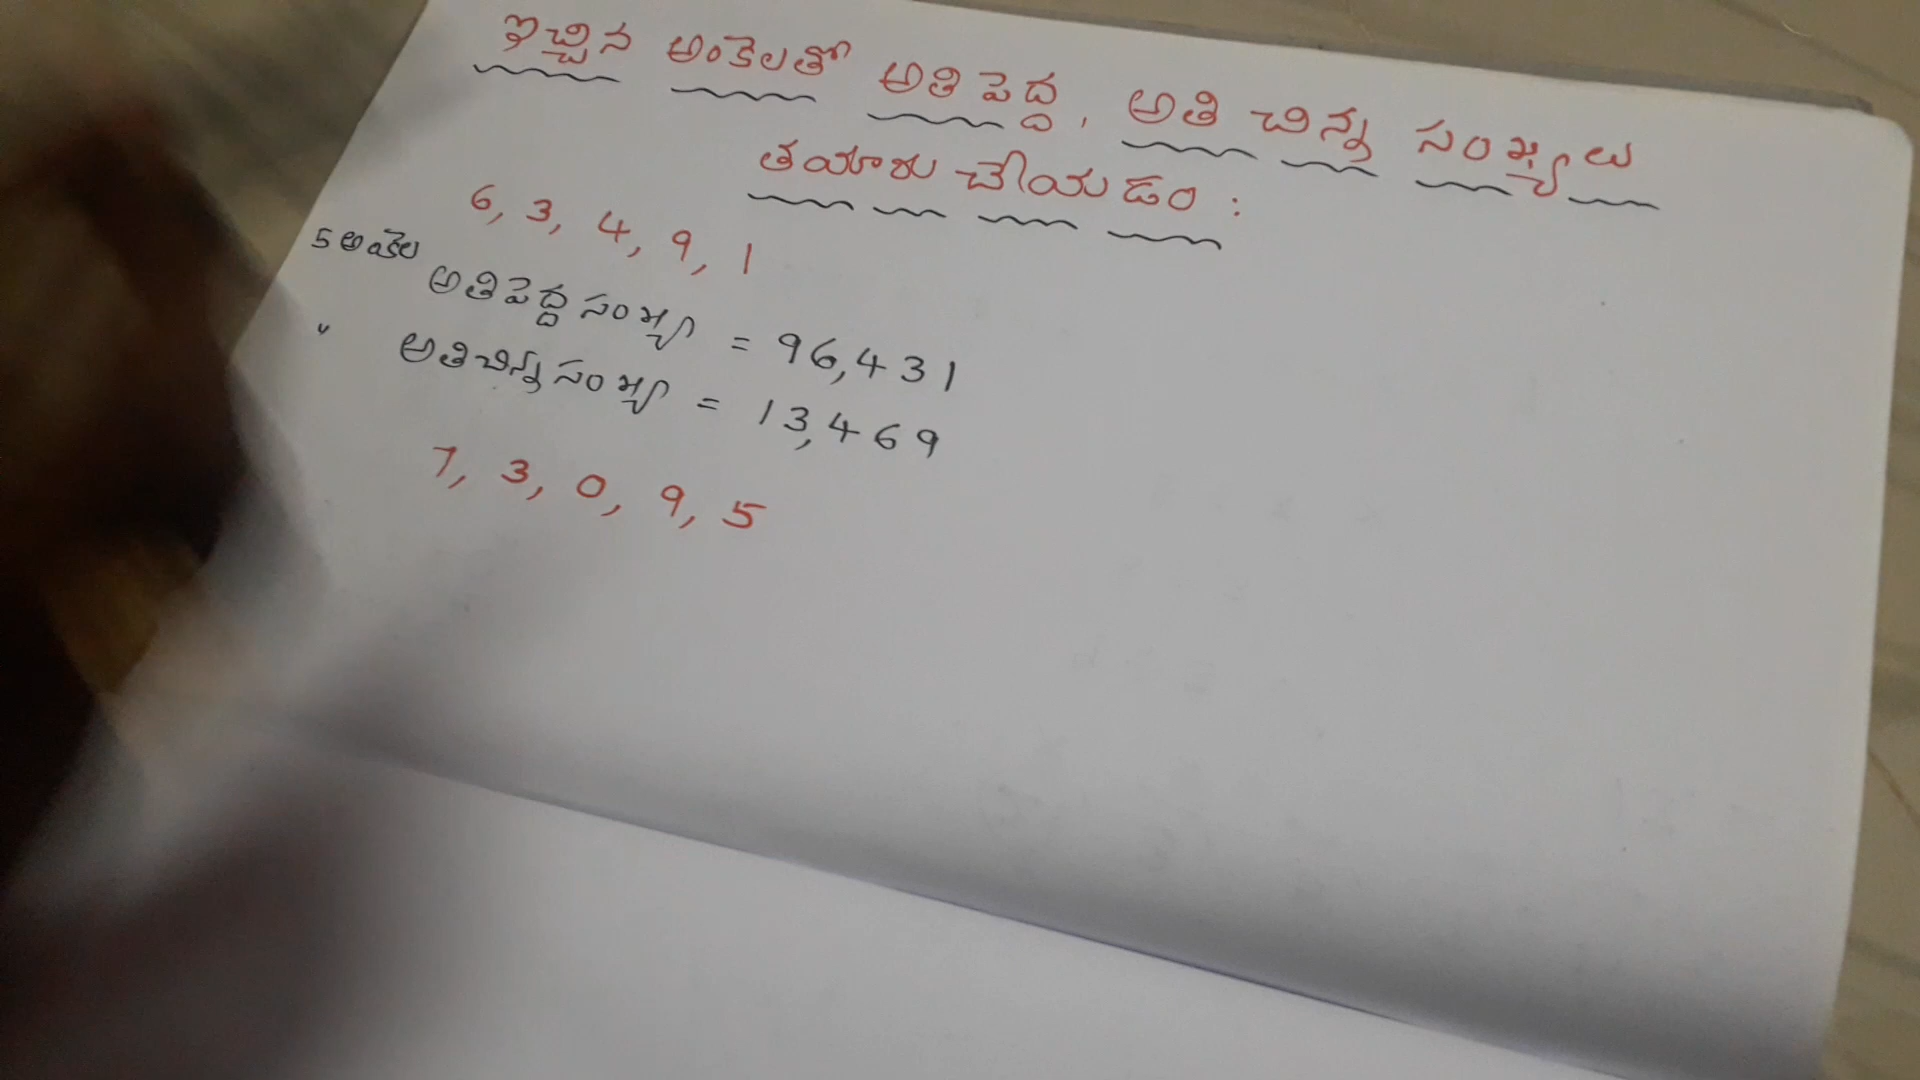 ఇచ్చిన అంకెలతో అతి పెద్ద, అతి చిన్న సంఖ్యలు
తయారు చేయడం :
6, 3, 4, 9, 1
5 అంకెల అతిపెద్ద సంఖ్య = 96,431
" అతిచిన్న సంఖ్య = 13,469
7, 3, 0, 9, 5